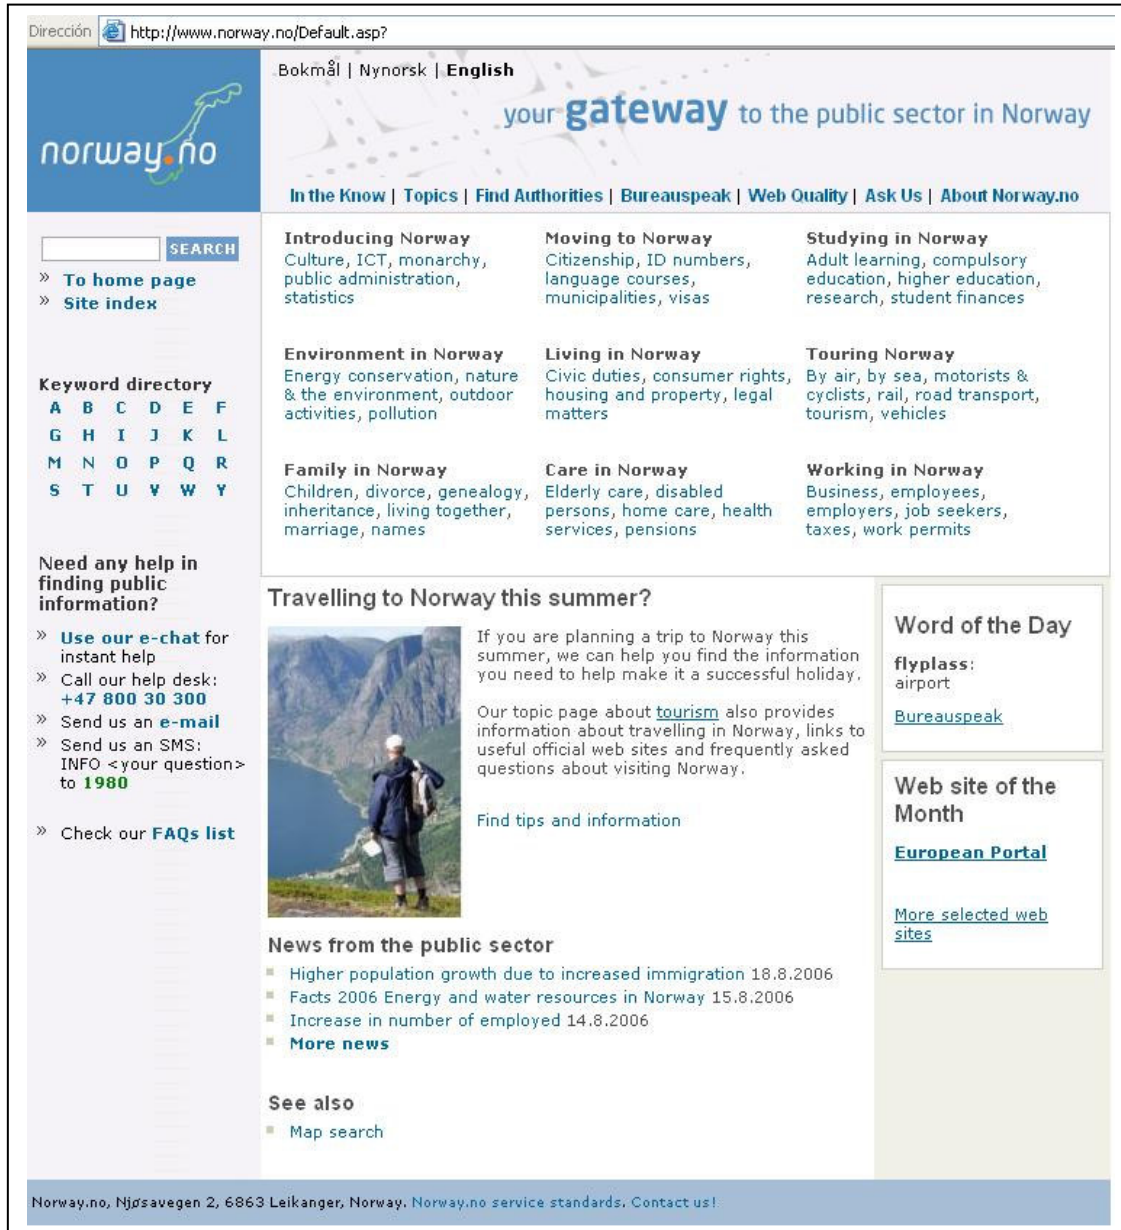 Dirección http://www.norway.no/Default.asp?
Bokmål | Nynorsk | English
norway.no
your gateway to the public sector in Norway
In the Know | Topics | Find Authorities | Bureauspeak | Web Quality | Ask Us | About Norway.no
SEARCH
» To home page
» Site index
Keyword directory
A B C D E F
G H I J K L
M N O P Q R
S T U V W Y
Need any help in
finding public
information?
» Use our e-chat for
instant help
» Call our help desk:
+47 800 30 300
» Send us an e-mail
» Send us an SMS:
INFO <your question>
to 1980
» Check our FAQs list
Introducing Norway
Culture, ICT, monarchy,
public administration,
statistics
Moving to Norway
Citizenship, ID numbers,
language courses,
municipalities, visas
Studying in Norway
Adult learning, compulsory
education, higher education,
research, student finances
Environment in Norway
Energy conservation, nature
& the environment, outdoor
activities, pollution
Living in Norway
Civic duties, consumer rights,
housing and property, legal
matters
Touring Norway
By air, by sea, motorists &
cyclists, rail, road transport,
tourism, vehicles
Family in Norway
Children, divorce, genealogy,
inheritance, living together,
marriage, names
Care in Norway
Elderly care, disabled
persons, home care, health
services, pensions
Working in Norway
Business, employees,
employers, job seekers,
taxes, work permits
Travelling to Norway this summer?
If you are planning a trip to Norway this
summer, we can help you find the information
you need to help make it a successful holiday.
Our topic page about tourism also provides
information about travelling in Norway, links to
useful official web sites and frequently asked
questions about visiting Norway.
Find tips and information
News from the public sector
Higher population growth due to increased immigration 18.8.2006
Facts 2006 Energy and water resources in Norway 15.8.2006
Increase in number of employed 14.8.2006
More news
See also
Map search
Word of the Day
flyplass:
airport
Bureauspeak
Web site of the
Month
European Portal
More selected web
sites
Norway.no, Njøsavegen 2, 6863 Leikanger, Norway. Norway.no service standards. Contact us!